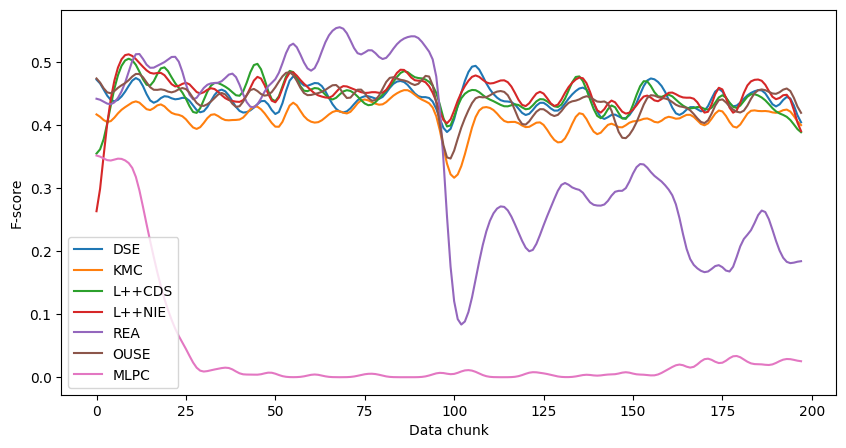 F-score
0.5
0.4
0.3
0.2
0.1
0.0
DSE
KMC
L++CDS
L++NIE
REA
OUSE
MLPC
0 25 50 75 100 125 150 175 200
Data chunk